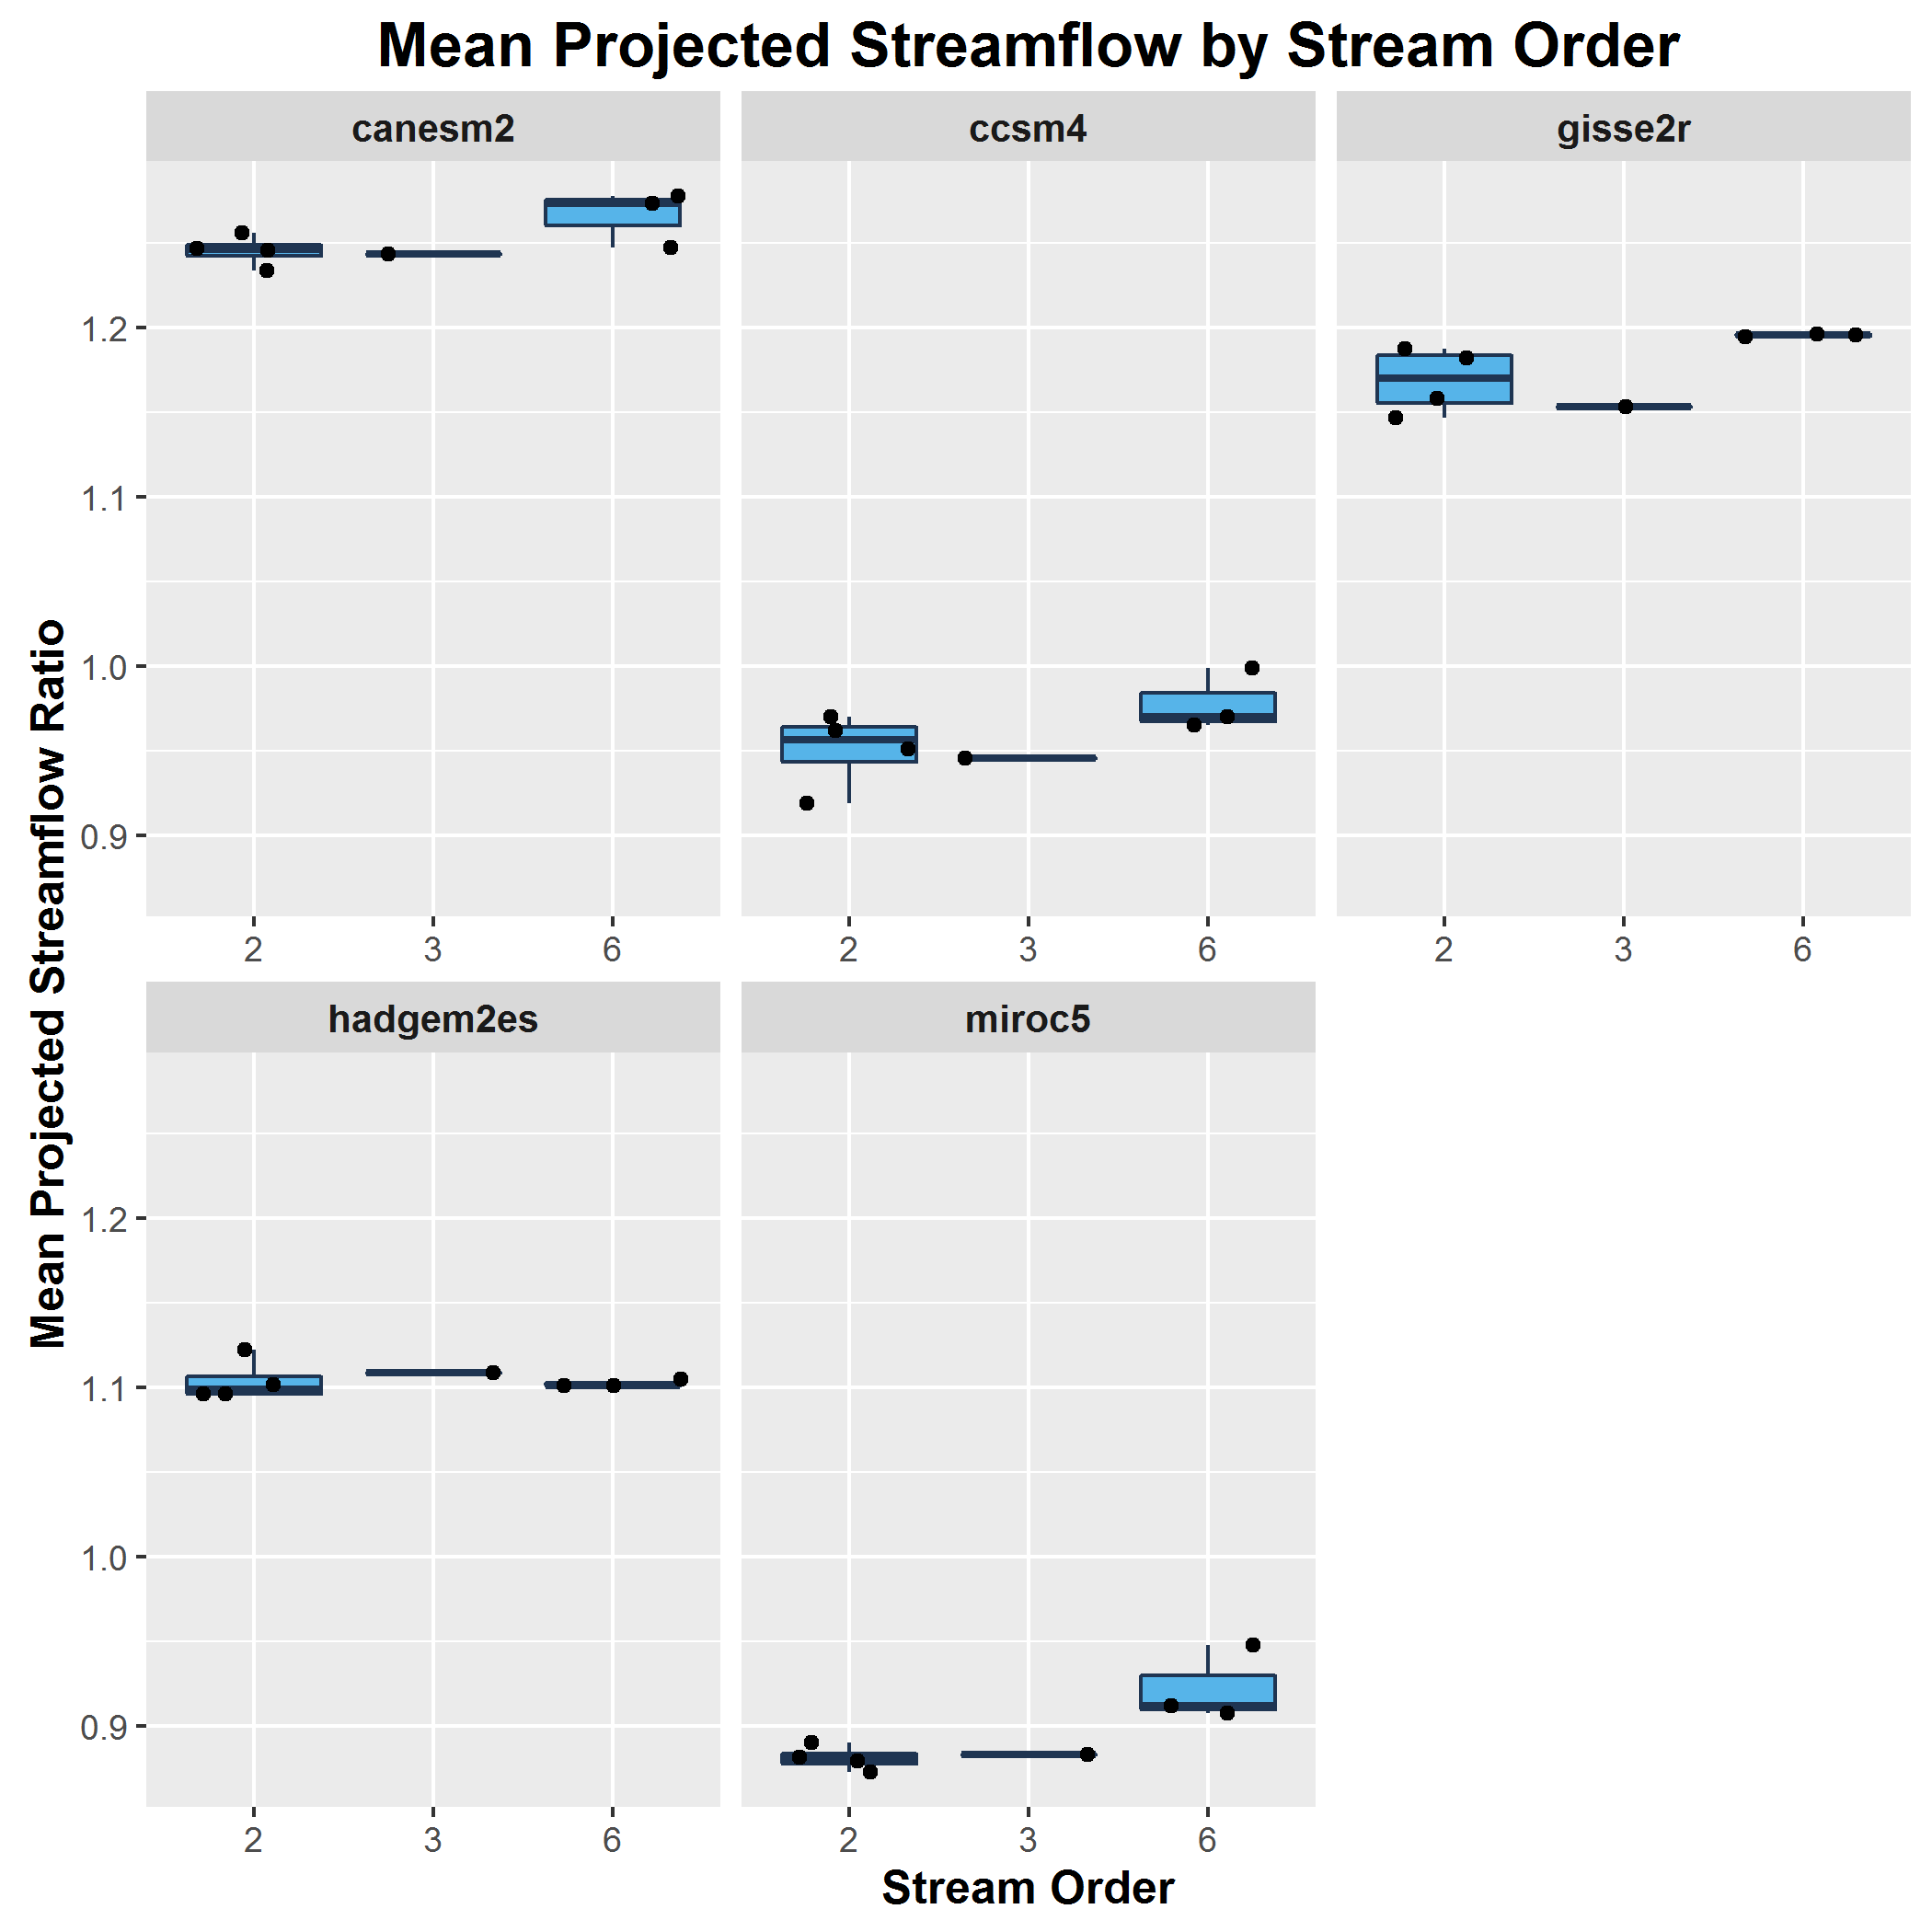 Mean Projected Streamflow by Stream Order
canesm2
ccsm4
gisse2r
1.2
1.1
1.0
0.9
2 3 6
2 3 6
2 3 6
Mean Projected Streamflow Ratio
hadgem2es
miroc5
1.2
1.1
1.0
0.9
2 3 6
2 3 6
Stream Order